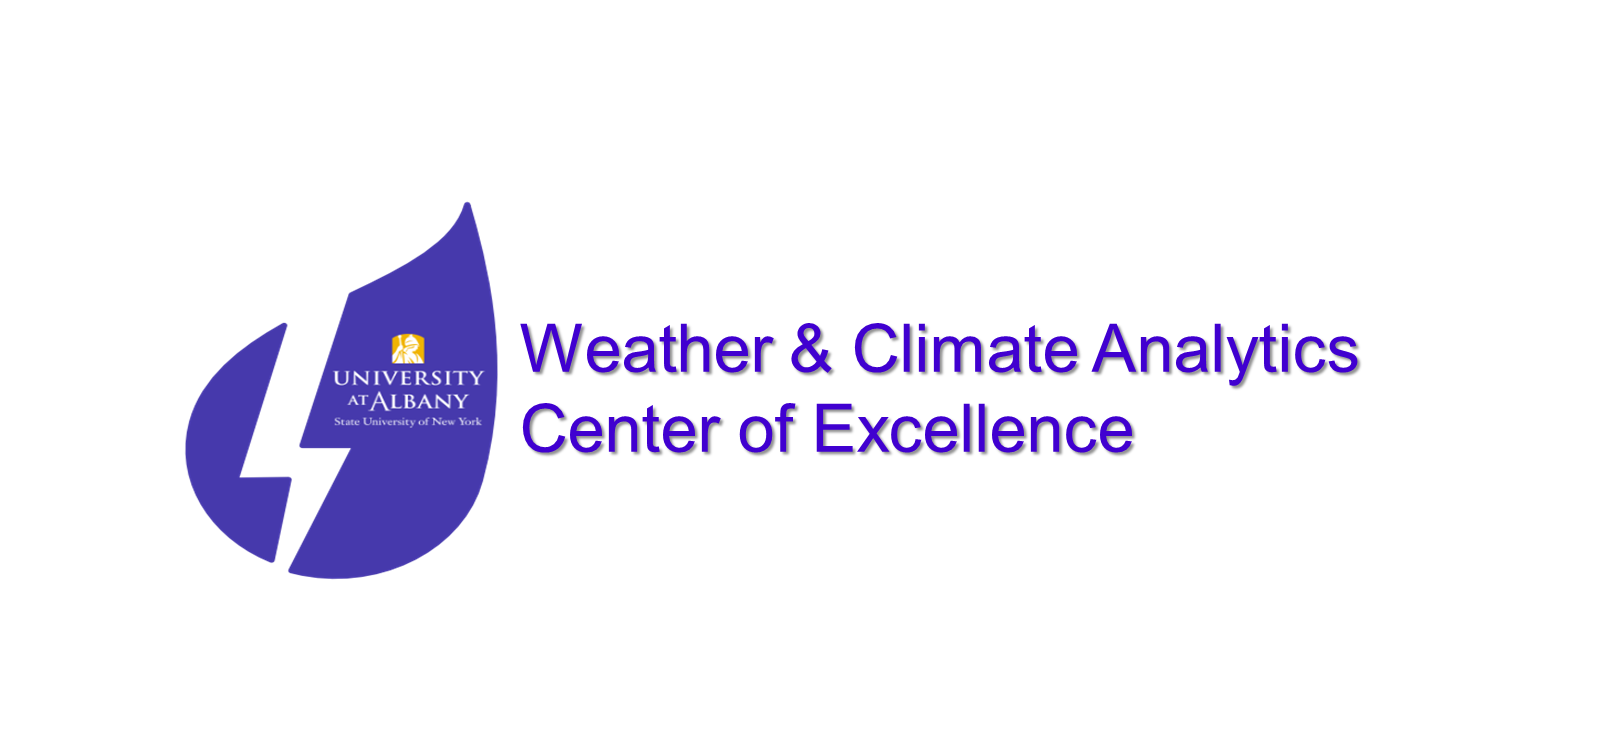 UNIVERSITY
AT ALBANY
State University of New York
Weather & Climate Analytics
Center of Excellence